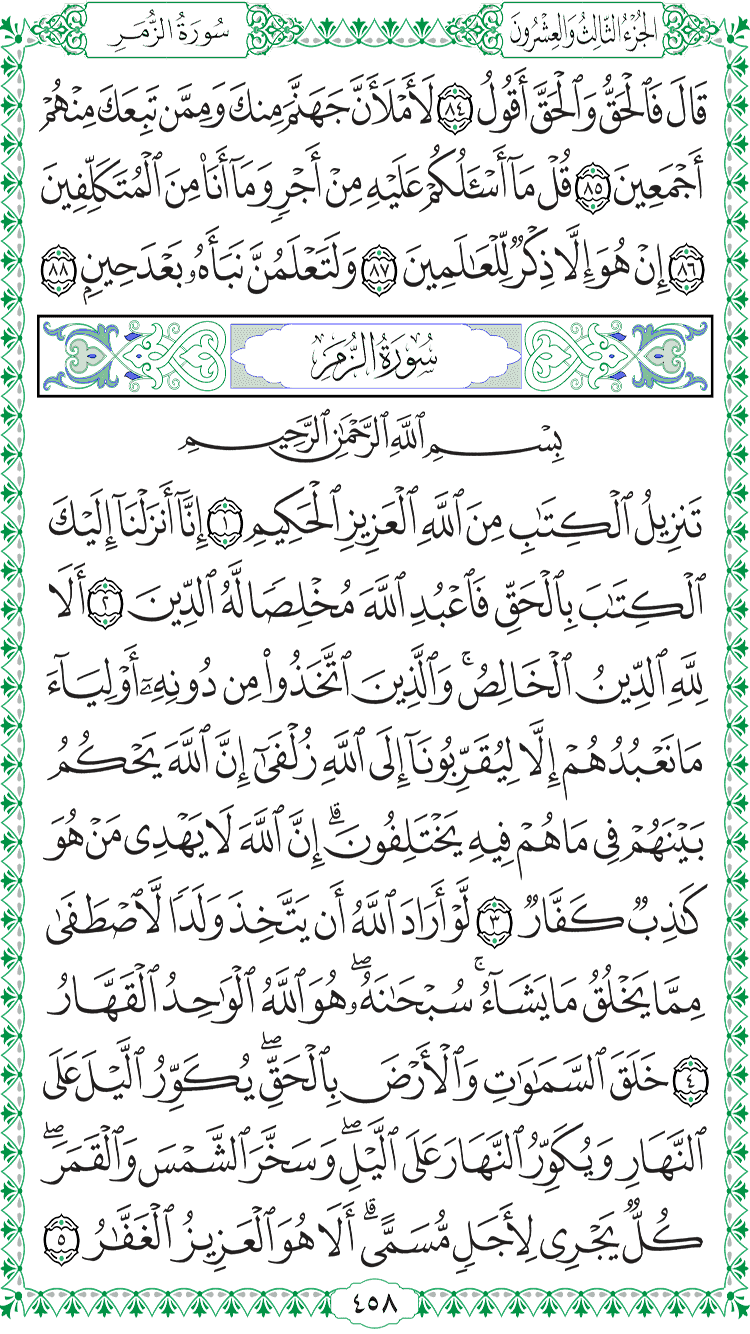 الجُزْءُ الثَّالِثُ وَالعِشْرُونَ
سُورَةُ الزُّمَر
قَالَ فَٱلْحَقُّ وَٱلْحَقَّ أَقُولُ ٨٤ لَأَمْلَأَنَّ جَهَنَّمَ مِنكَ وَمِمَّن تَبِعَكَ مِنْهُمْ
أَجْمَعِينَ ٨٥ قُلْ مَآ أَسْـَٔلُكُمْ عَلَيْهِ مِنْ أَجْرٍ وَمَآ أَنَا۠ مِنَ ٱلْمُتَكَلِّفِينَ
٨٦ إِنْ هُوَ إِلَّا ذِكْرٌ لِّلْعَٰلَمِينَ ٨٧ وَلَتَعْلَمُنَّ نَبَأَهُۥ بَعْدَ حِينٍۭ ٨٨
سُورَةُ الزُّمَرِ
بِسْمِ ٱللَّهِ ٱلرَّحْمَٰنِ ٱلرَّحِيمِ
تَنزِيلُ ٱلْكِتَٰبِ مِنَ ٱللَّهِ ٱلْعَزِيزِ ٱلْحَكِيمِ ١ إِنَّآ أَنزَلْنَآ إِلَيْكَ
ٱلْكِتَٰبَ بِٱلْحَقِّ فَٱعْبُدِ ٱللَّهَ مُخْلِصًا لَّهُ ٱلدِّينَ ٢ أَلَا
لِلَّهِ ٱلدِّينُ ٱلْخَالِصُ ۚ وَٱلَّذِينَ ٱتَّخَذُوا۟ مِن دُونِهِۦٓ أَوْلِيَآءَ
مَا نَعْبُدُهُمْ إِلَّا لِيُقَرِّبُونَآ إِلَى ٱللَّهِ زُلْفَىٰٓ إِنَّ ٱللَّهَ يَحْكُمُ
بَيْنَهُمْ فِى مَا هُمْ فِيهِ يَخْتَلِفُونَ ۗ إِنَّ ٱللَّهَ لَا يَهْدِى مَنْ هُوَ
كَٰذِبٌ كَفَّارٌ ٣ لَّوْ أَرَادَ ٱللَّهُ أَن يَتَّخِذَ وَلَدًا لَّٱصْطَفَىٰ
مِمَّا يَخْلُقُ مَا يَشَآءُ ۚ سُبْحَٰنَهُۥ ۖ هُوَ ٱللَّهُ ٱلْوَٰحِدُ ٱلْقَهَّارُ
٤ خَلَقَ ٱلسَّمَٰوَٰتِ وَٱلْأَرْضَ بِٱلْحَقِّ ۖ يُكَوِّرُ ٱلَّيْلَ عَلَى
ٱلنَّهَارِ وَيُكَوِّرُ ٱلنَّهَارَ عَلَى ٱلَّيْلِ ۖ وَسَخَّرَ ٱلشَّمْسَ وَٱلْقَمَرَ ۖ
كُلٌّ يَجْرِى لِأَجَلٍ مُّسَمًّى ۗ أَلَا هُوَ ٱلْعَزِيزُ ٱلْغَفَّٰرُ ٥
٤٥٨